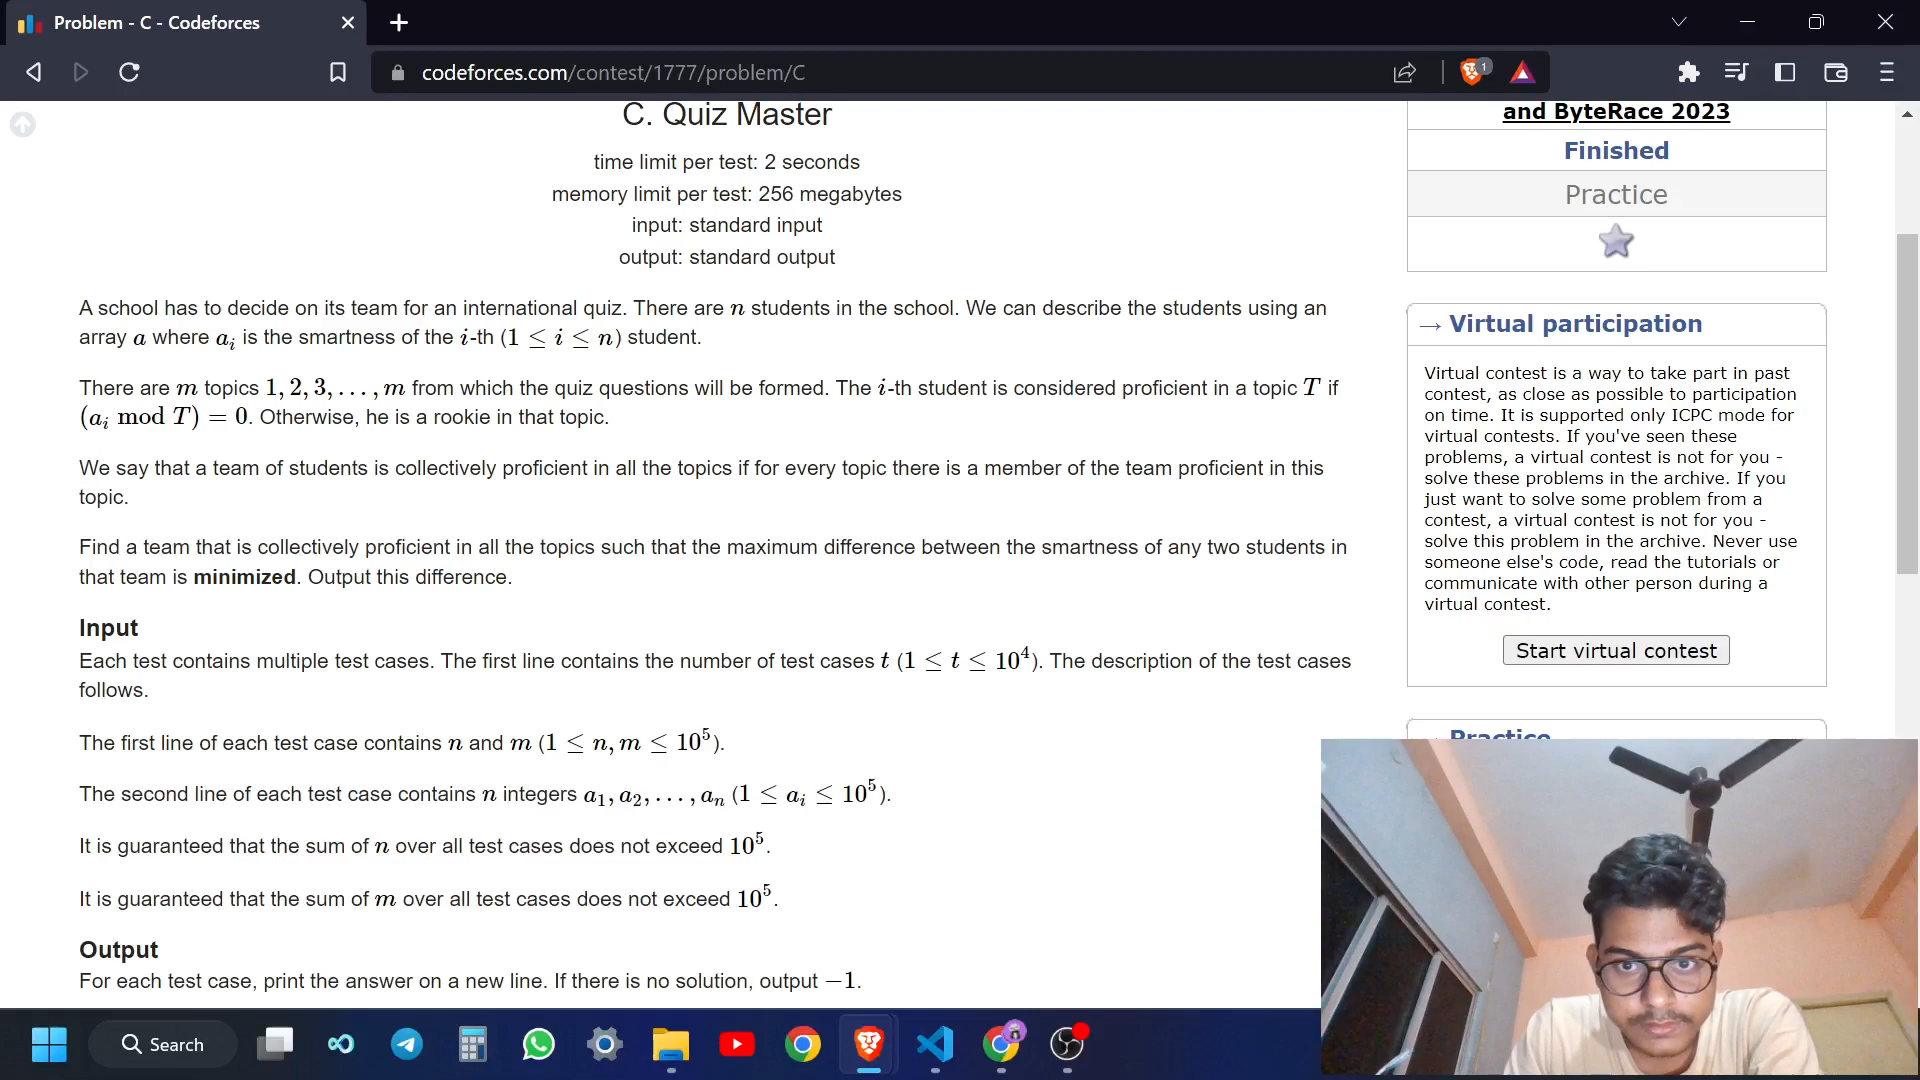 Problem - C - Codeforces
codeforces.com/contest/1777/problem/C
1
C. Quiz Master
time limit per test: 2 seconds
memory limit per test: 256 megabytes
input: standard input
output: standard output
A school has to decide on its team for an international quiz. There are n students in the school. We can describe the students using an
array a where a_i is the smartness of the i-th (1 ≤ i ≤ n) student.
There are m topics 1, 2, 3, . . . , m from which the quiz questions will be formed. The i-th student is considered proficient in a topic T if
(a_i mod T) = 0. Otherwise, he is a rookie in that topic.
We say that a team of students is collectively proficient in all the topics if for every topic there is a member of the team proficient in this
topic.
Find a team that is collectively proficient in all the topics such that the maximum difference between the smartness of any two students in
that team is minimized. Output this difference.
Input
Each test contains multiple test cases. The first line contains the number of test cases t (1 ≤ t ≤ 10^4). The description of the test cases
follows.
The first line of each test case contains n and m (1 ≤ n, m ≤ 10^5).
The second line of each test case contains n integers a_1, a_2, . . . , a_n (1 ≤ a_i ≤ 10^5).
It is guaranteed that the sum of n over all test cases does not exceed 10^5.
It is guaranteed that the sum of m over all test cases does not exceed 10^5.
Output
For each test case, print the answer on a new line. If there is no solution, output −1.
and ByteRace 2023
Finished
Practice
→ Virtual participation
Virtual contest is a way to take part in past
contest, as close as possible to participation
on time. It is supported only ICPC mode for
virtual contests. If you've seen these
problems, a virtual contest is not for you -
solve these problems in the archive. If you
just want to solve some problem from a
contest, a virtual contest is not for you -
solve this problem in the archive. Never use
someone else's code, read the tutorials or
communicate with other person during a
virtual contest.
Start virtual contest
Practice
Search